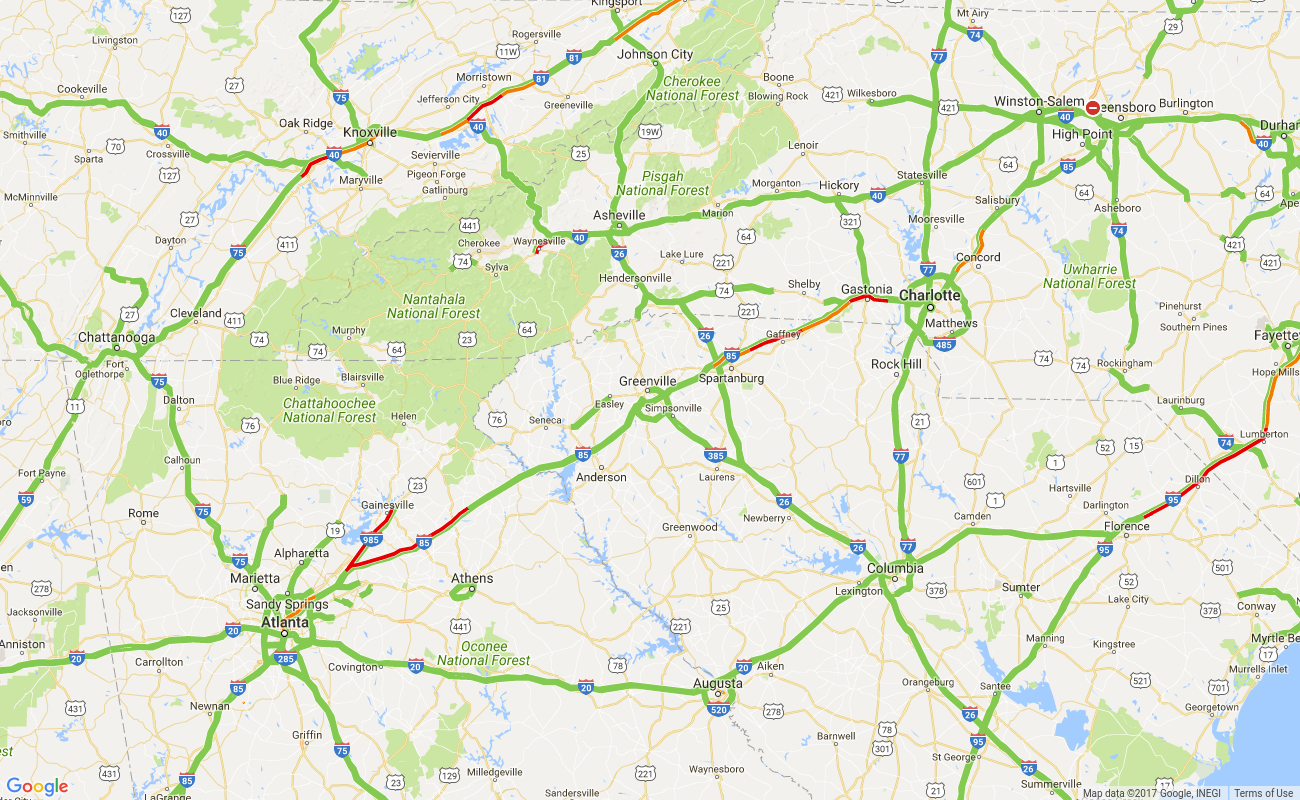 Kingsport
Mt Airy
127
Livingston
Rogersville
11W
81
Johnson City
77
74
29
Cookeville
27
75
Morristown
81
Jefferson City
Greeneville
Cherokee
National Forest
Boone
Blowing Rock
421
Wilkesboro
421
Winston-Salem
eensboro
Burlington
40
Smithville
40
Oak Ridge
Knoxville
40
19W
High Point
Durha
40
Sparta
70
Crossville
40
Sevierville
25
Lenoir
64
85
127
Maryville
Pigeon Forge
Gatlinburg
Pisgah
National Forest
Morganton
Hickory
Statesville
40
Salisbury
64
64
McMinnville
27
441
Asheville
Marion
321
Mooresville
Asheboro
Ape
Dayton
411
75
Cherokee
Waynesville
40
64
74
421
74
Sylva
26
Lake Lure
221
77
Concord
421
Hendersonville
74
Shelby
Gastonia
Charlotte
Uwharrie
National Forest
Nantahala
National Forest
27
Cleveland
411
221
Matthews
Pinehurst
Southern Pines
Chattanooga
74
74
Murphy
64
64
23
26
Gaffney
485
Fayettev
Fort
Oglethorpe
85
Rock Hill
74
74
Rockingham
Hope Mills
75
Blue Ridge
Blairsville
Greenville
Spartanburg
11
Dalton
Chattahoochee
National Forest
Helen
76
Easley
Simpsonville
Seneca
21
Laurinburg
76
74
Lumberton
Calhoun
85
385
77
52
15
1
Fort Payne
59
23
Anderson
Laurens
601
1
Hartsville
Dillon
95
Rome
75
Gainesville
26
Newberry
Darlington
19
985
85
Greenwood
Camden
Florence
Alpharetta
26
77
95
75
Marietta
Athens
Columbia
501
en
278
Sandy Springs
Lexington
378
Sumter
52
Lake City
Jacksonville
Atlanta
25
378
Conway
20
441
221
Anniston
20
Carrollton
285
Oconee
National Forest
Manning
Kingstree
Myrtle Be
17
Covington
20
78
20
Aiken
Murrells Inlet
85
20
Augusta
Orangeburg
Santee
521
701
431
Newnan
520
278
26
Georgetown
Griffin
75
78
301
95
est
Barnwell
St George
431
85
23
129
Milledgeville
221
Waynesboro
26
Summerville
17
Google
LaGrange
Sandersville
Map data ©2017 Google, INEGI
Terms of Use